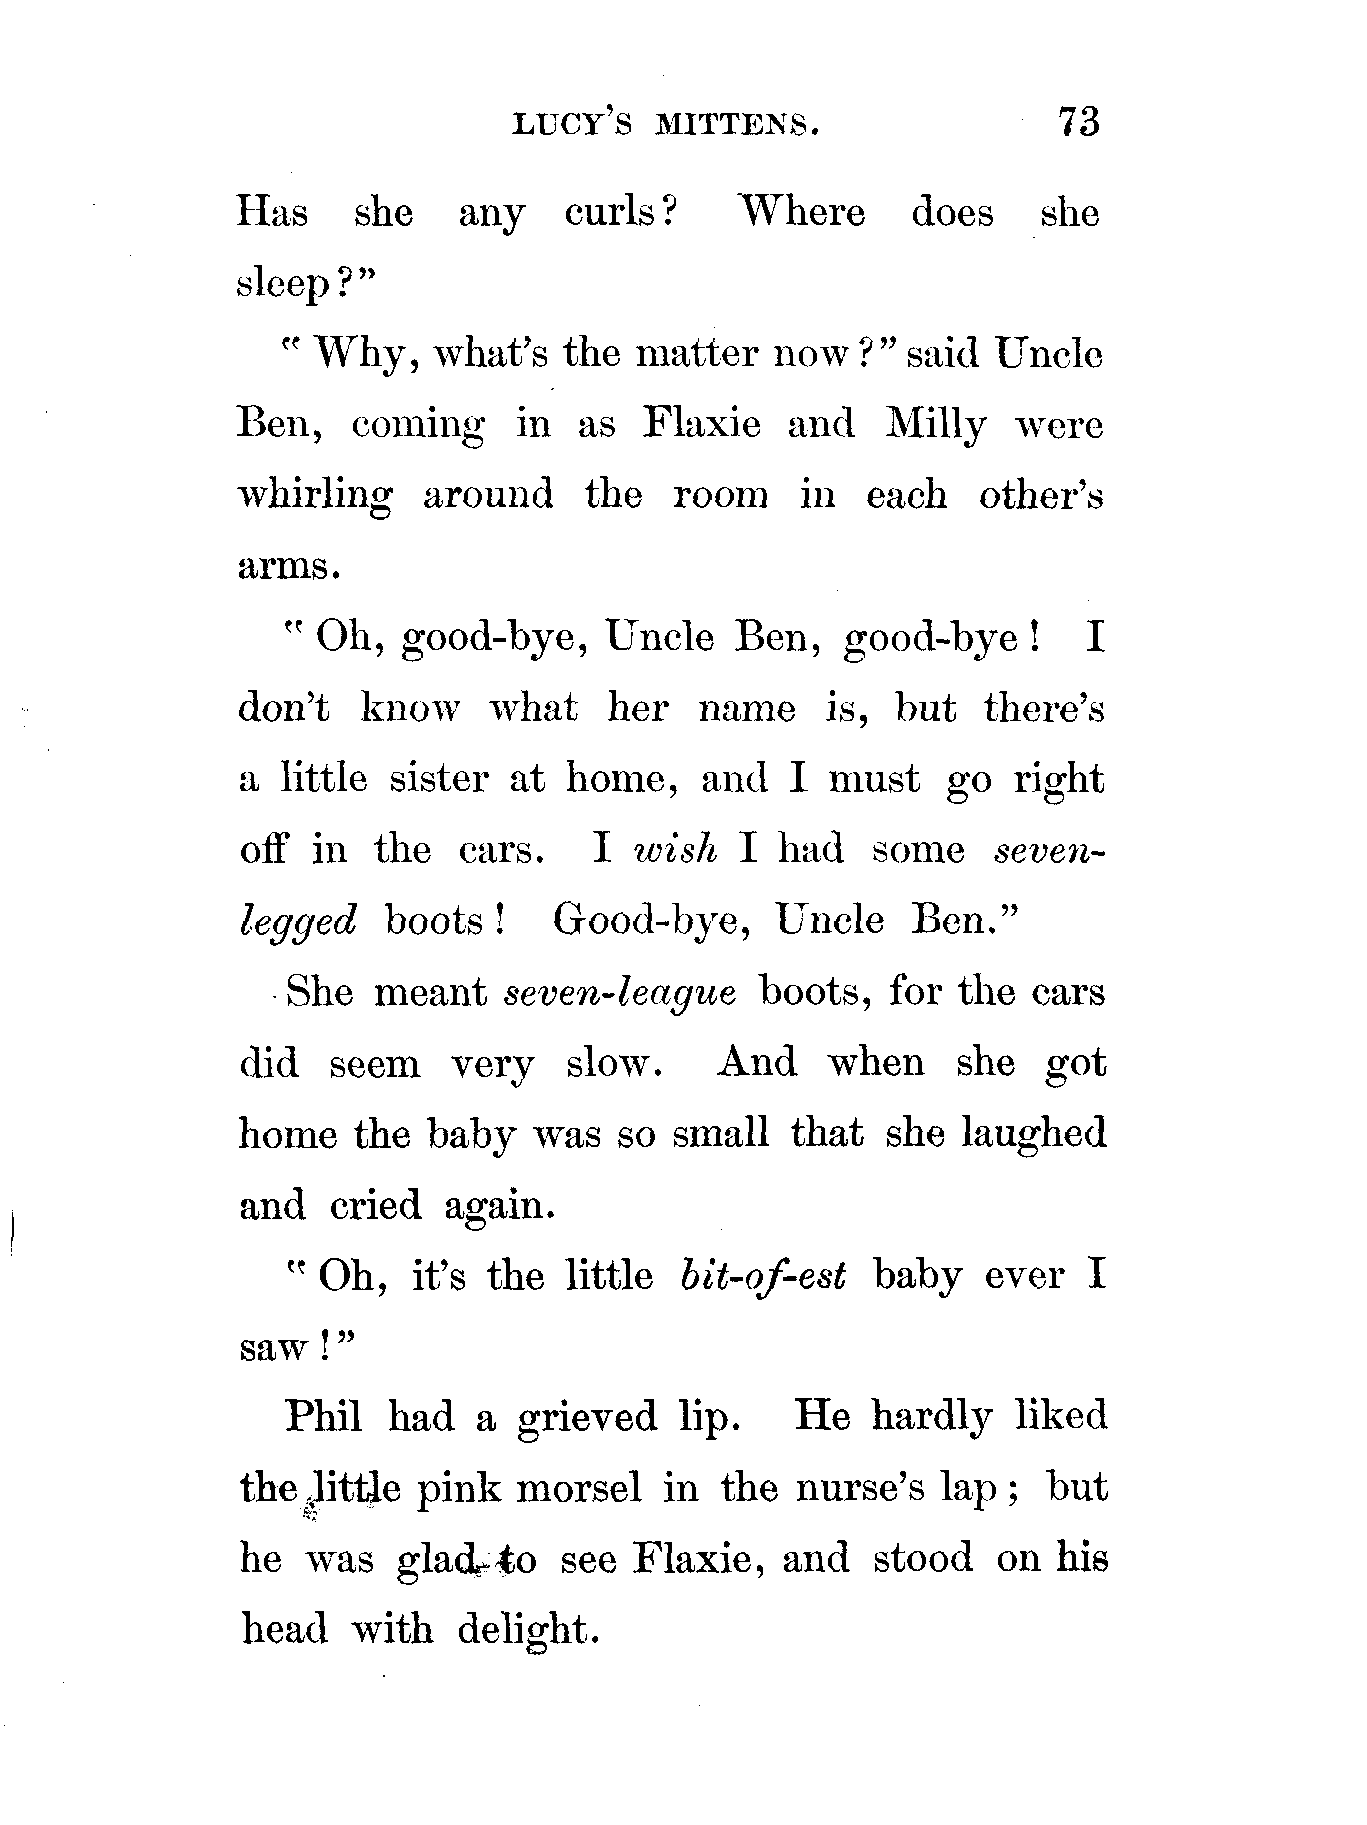 LUCY'S MITTENS. 73
Has she any curls? Where does she
sleep?"
"Why, what's the matter now?" said Uncle
Ben, coming in as Flaxie and Milly were
whirling around the room in each other's
arms.
"Oh, good-bye, Uncle Ben, good-bye! I
don't know what her name is, but there's
a little sister at home, and I must go right
off in the cars. I wish I had some seven-
legged boots! Good-bye, Uncle Ben."
She meant seven-league boots, for the cars
did seem very slow. And when she got
home the baby was so small that she laughed
and cried again.
"Oh, it's the little bit-of-est baby ever I
saw!"
Phil had a grieved lip. He hardly liked
the little pink morsel in the nurse's lap; but
he was glad to see Flaxie, and stood on his
head with delight.